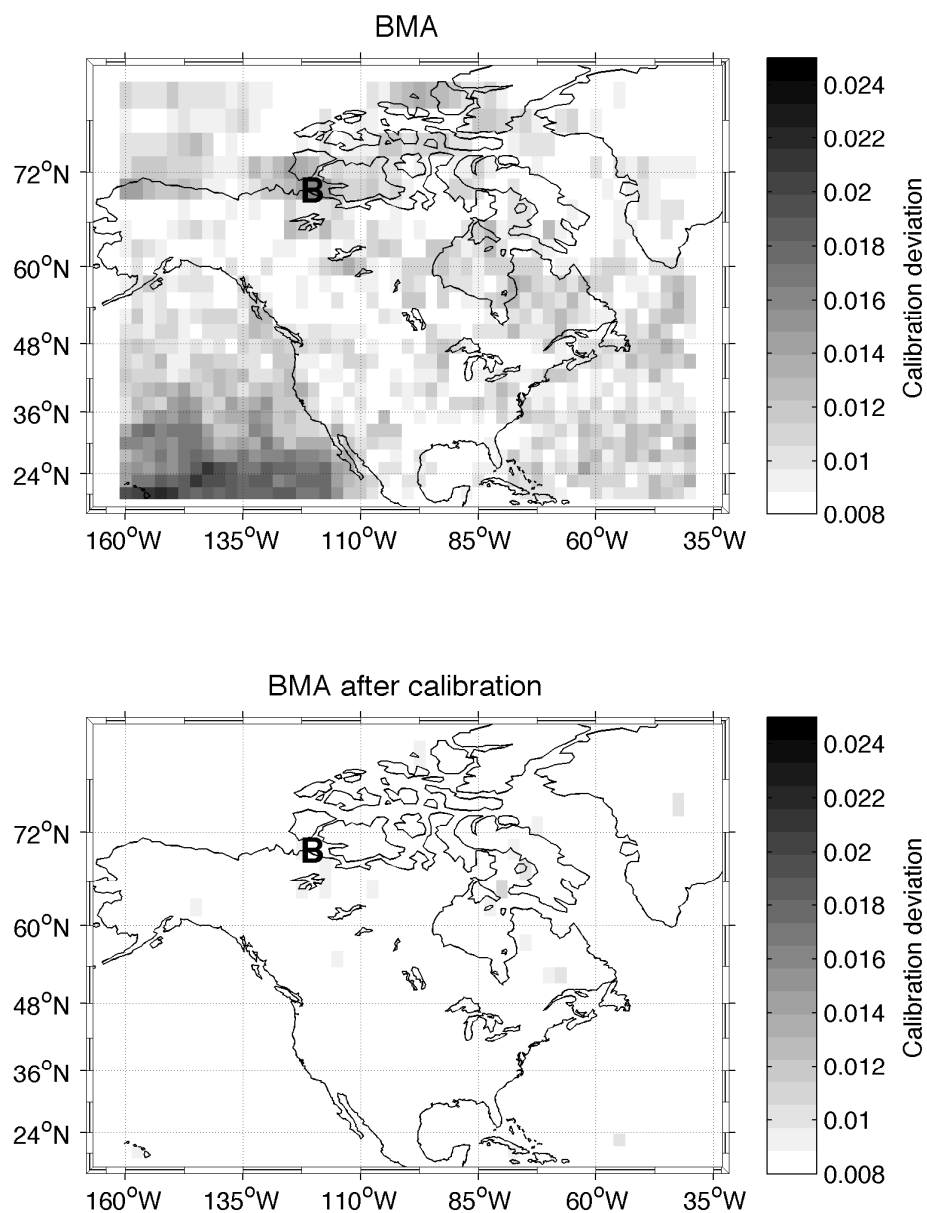 BMA
72°N
60°N
48°N
36°N
24°N
B
160°W 135°W 110°W 85°W 60°W 35°W
0.024
0.022
0.02
0.018
0.016
0.014
0.012
0.01
0.008
Calibration deviation
BMA after calibration
72°N
60°N
48°N
36°N
24°N
B
160°W 135°W 110°W 85°W 60°W 35°W
0.024
0.022
0.02
0.018
0.016
0.014
0.012
0.01
0.008
Calibration deviation